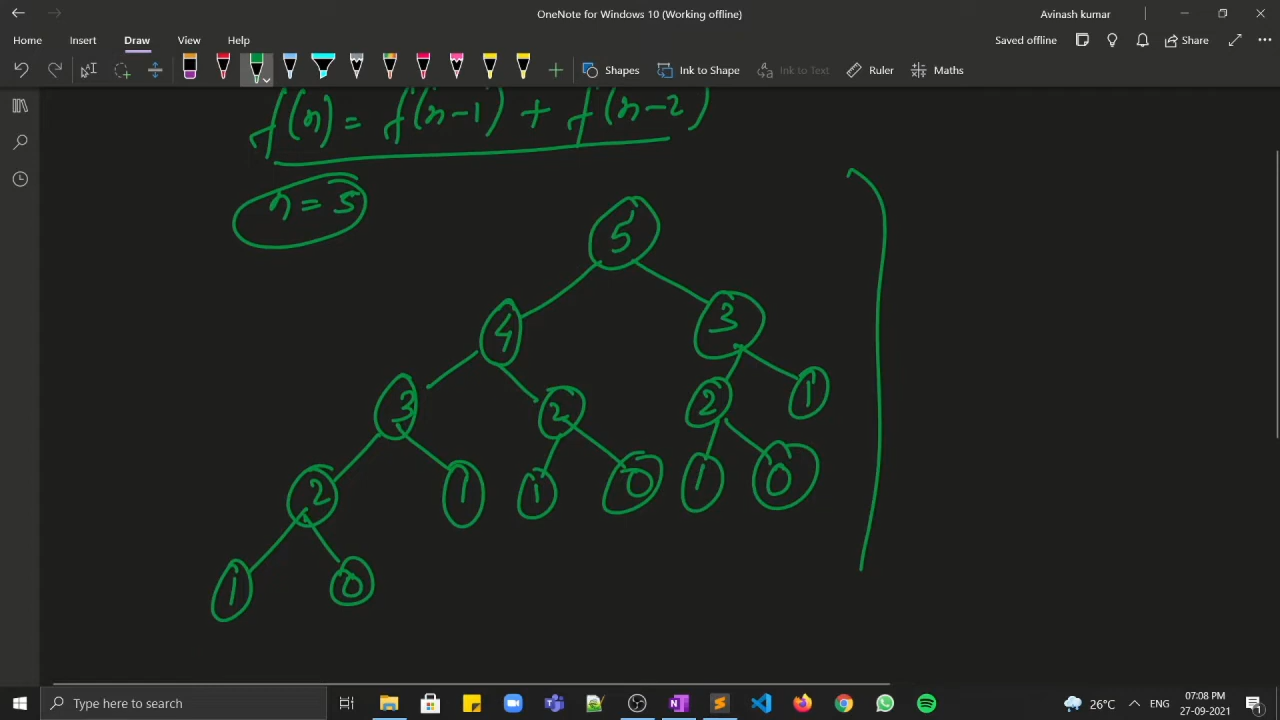 OneNote for Windows 10 (Working offline)
Avinash kumar
Home Insert Draw View Help
Saved offline Share
Shapes Ink to Shape Ink to Text Ruler Maths
f(n) = f(n-1) + f(n-2)
n = 5
5
4 3
3 2 2 1
2 1 1 0 1 0
1 0
Type here to search
26°C ENG
07:08 PM
27-09-2021